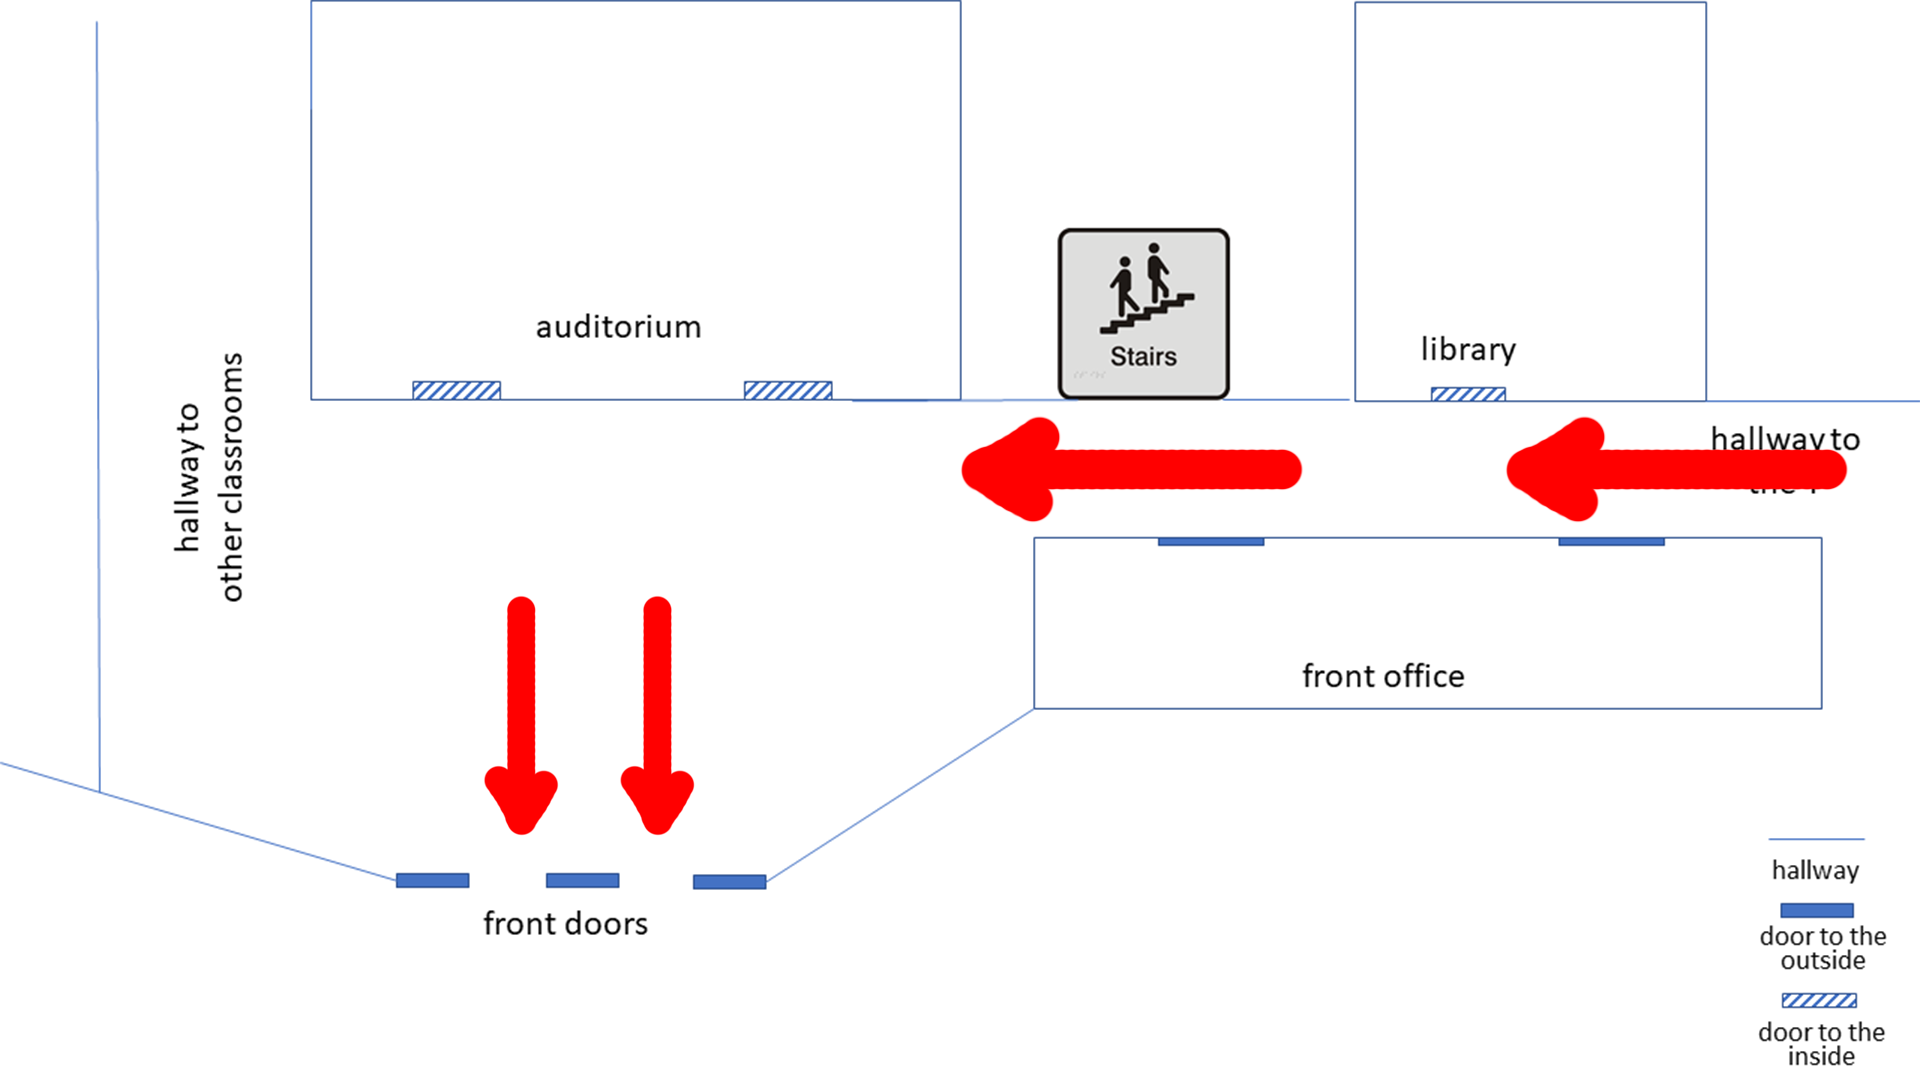 auditorium
Stairs
library
hallway to
other classrooms
hallway to
front office
front doors
hallway
door to the
outside
door to the
inside